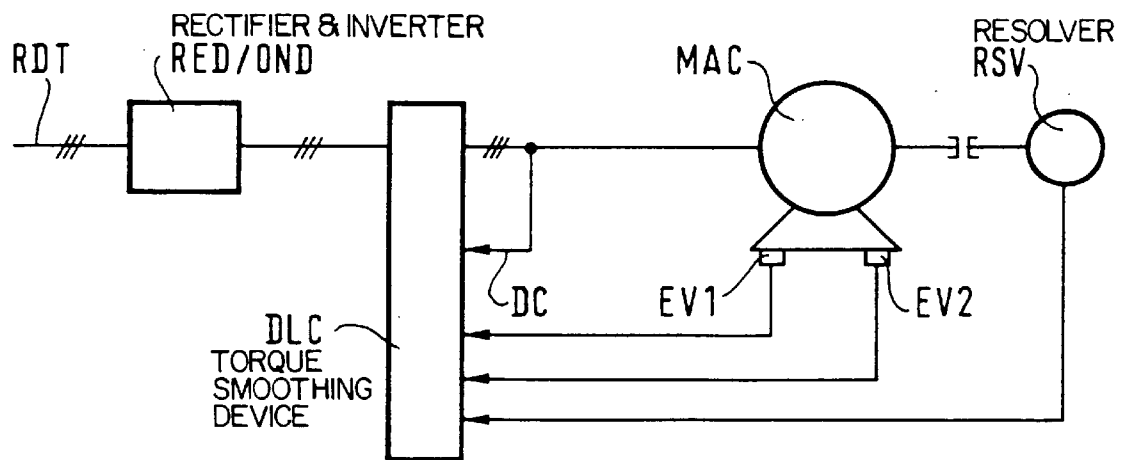 RECTIFIER & INVERTER
RED/OND
RDT
MAC
RESOLVER
RSV
DC
EV1
EV2
DLC
TORQUE
SMOOTHING
DEVICE